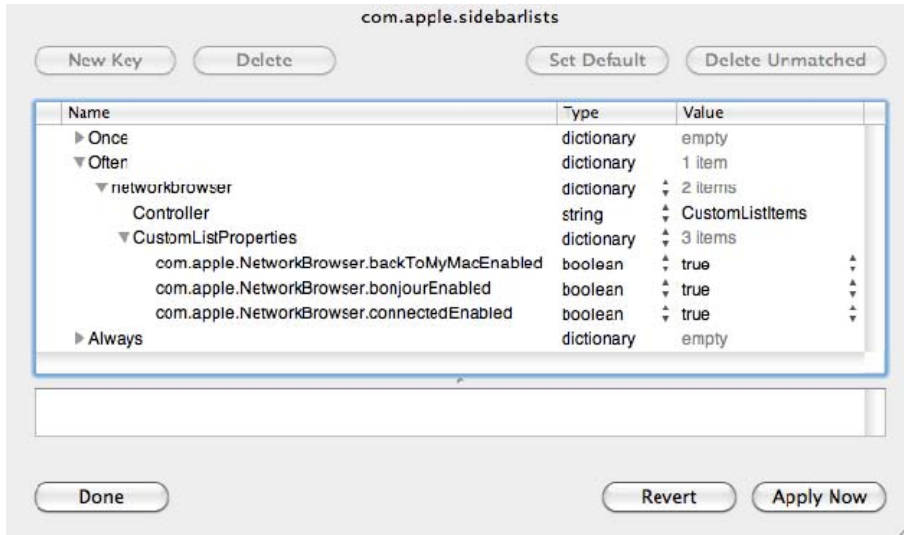 com.apple.sidebarlists
New Key Delete Set Default Delete Unmatched
Name Type Value
Once dictionary empty
Often dictionary 1 item
networkbrowser dictionary 2 items
Controller string CustomListItems
CustomListProperties dictionary 3 items
com.apple.NetworkBrowser.backToMyMacEnabled boolean true
com.apple.NetworkBrowser.bonjourEnabled boolean true
com.apple.NetworkBrowser.connectedEnabled boolean true
Always dictionary empty
Done Revert Apply Now